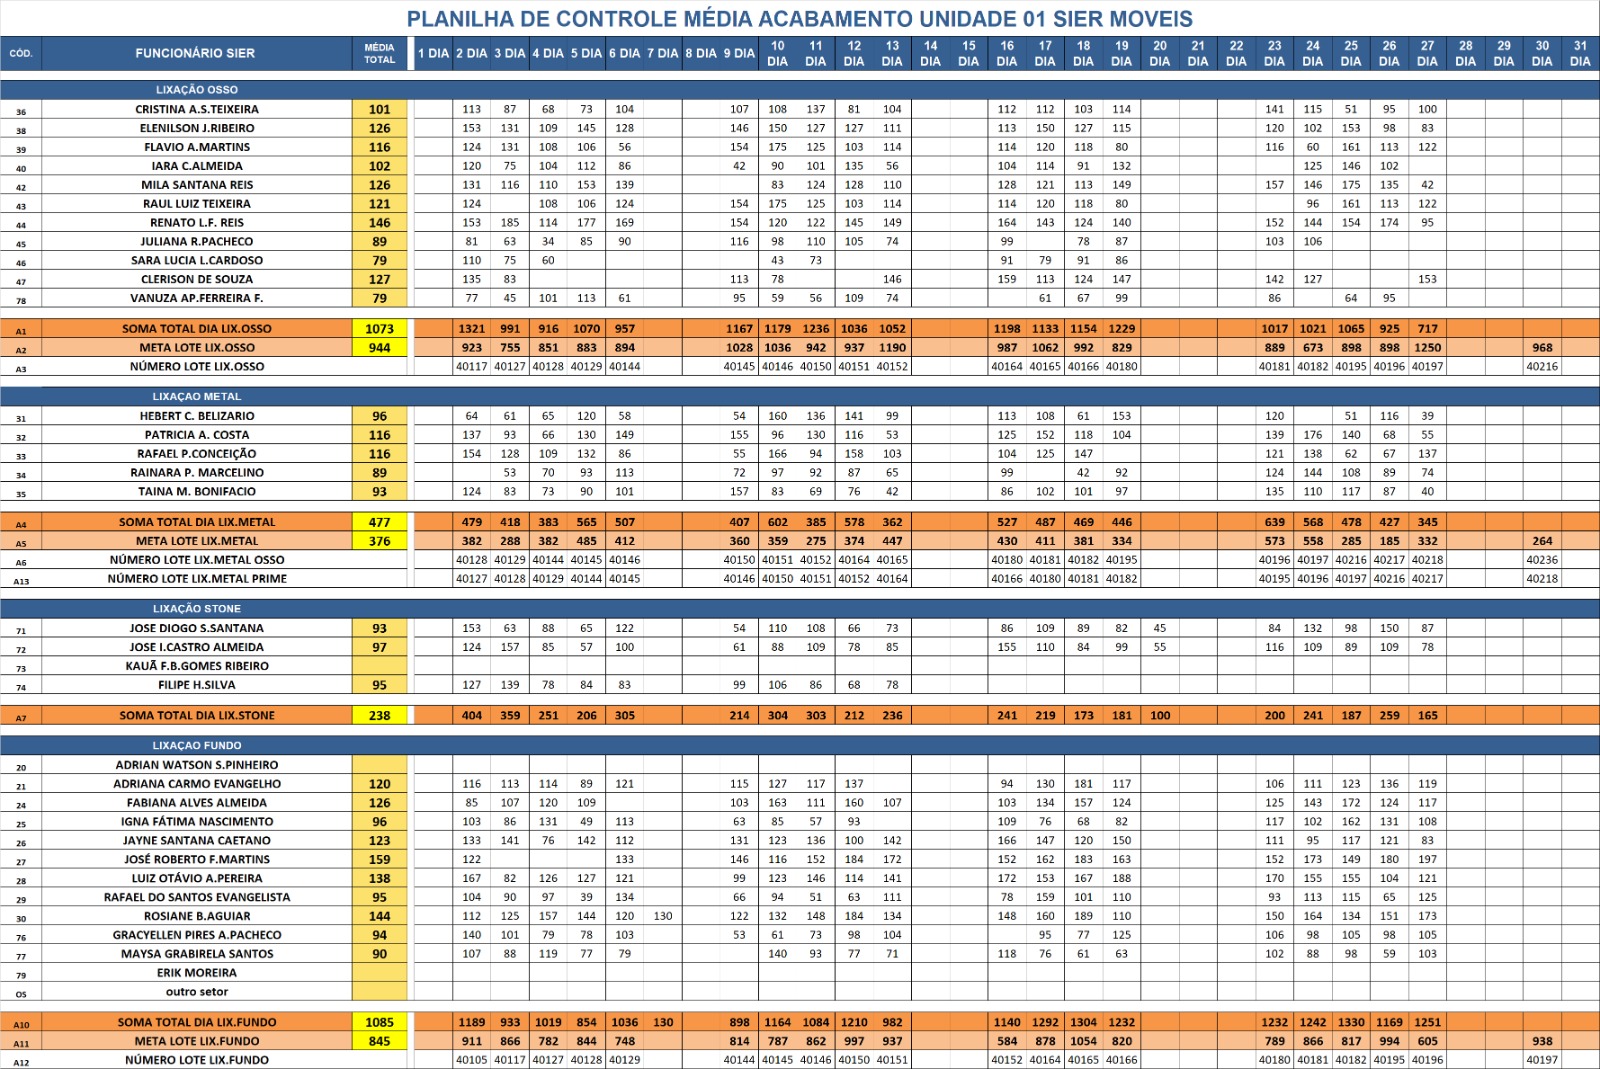 PLANILHA DE CONTROLE MÉDIA ACABAMENTO UNIDADE 01 SIER MOVEIS
CÓD. FUNCIONÁRIO SIER MÉDIA TOTAL 1 DIA 2 DIA 3 DIA 4 DIA 5 DIA 6 DIA 7 DIA 8 DIA 9 DIA 10 DIA 11 DIA 12 DIA 13 DIA 14 DIA 15 DIA 16 DIA 17 DIA 18 DIA 19 DIA 20 DIA 21 DIA 22 DIA 23 DIA 24 DIA 25 DIA 26 DIA 27 DIA 28 DIA 29 DIA 30 DIA 31 DIA
LIXAÇÃO OSSO
36 CRISTINA A.S.TEIXEIRA 101 113 87 68 73 104 107 108 137 81 104 112 112 103 114 141 115 51 95 100
38 ELENILSON J.RIBEIRO 126 153 131 109 145 128 146 150 127 127 111 113 150 127 115 120 102 153 98 83
39 FLAVIO A.MARTINS 116 124 131 108 106 56 154 175 125 103 114 114 120 118 80 116 60 161 113 122
40 IARA C.ALMEIDA 102 120 75 104 112 86 42 90 101 135 56 104 114 91 132 125 146 102
42 MILA SANTANA REIS 126 131 116 110 153 139 83 124 128 110 128 121 113 149 157 146 175 135 42
43 RAUL LUIZ TEIXEIRA 121 124 108 106 124 154 175 125 103 114 114 120 118 80 96 161 113 122
44 RENATO L.F. REIS 146 153 185 114 177 169 154 120 122 145 149 164 143 124 140 152 144 154 174 95
45 JULIANA R.PACHECO 89 81 63 34 85 90 116 98 110 105 74 99 78 87 103 106
46 SARA LUCIA L.CARDOSO 79 110 75 60 43 73 91 79 91 86
47 CLERISON DE SOUZA 127 135 83 113 78 146 159 113 124 147 142 127 153
78 VANUZA AP.FERREIRA F. 79 77 45 101 113 61 95 59 56 109 74 61 67 99 86 64 95
A1 SOMA TOTAL DIA LIX.OSSO 1073 1321 991 916 1070 957 1167 1179 1236 1036 1052 1198 1133 1154 1229 1017 1021 1065 925 717
A2 META LOTE LIX.OSSO 944 923 755 851 883 894 1028 1036 942 937 1190 987 1062 992 829 889 673 898 898 1250 968
A3 NÚMERO LOTE LIX.OSSO 40117 40127 40128 40129 40144 40145 40146 40150 40151 40152 40164 40165 40166 40180 40181 40182 40195 40196 40197 40216
LIXAÇAO METAL
31 HEBERT C. BELIZARIO 96 64 61 65 120 58 54 160 136 141 99 113 108 61 153 120 51 116 39
32 PATRICIA A. COSTA 116 137 93 66 130 149 155 96 130 116 53 125 152 118 104 139 176 140 68 55
33 RAFAEL P.CONCEIÇÃO 116 154 128 109 132 86 55 166 94 158 103 104 125 147 121 138 62 67 137
34 RAINARA P. MARCELINO 89 53 70 93 113 72 97 92 87 65 99 42 92 124 144 108 89 74
35 TAINA M. BONIFACIO 93 124 83 73 90 101 157 83 69 76 42 86 102 101 97 135 110 117 87 40
A4 SOMA TOTAL DIA LIX.METAL 477 479 418 383 565 507 407 602 385 578 362 527 487 469 446 639 568 478 427 345
A5 META LOTE LIX.METAL 376 382 288 382 485 412 360 359 275 374 447 430 411 381 334 573 558 285 185 332 264
A6 NÚMERO LOTE LIX.METAL OSSO 40128 40129 40144 40145 40146 40150 40151 40152 40164 40165 40180 40181 40182 40195 40196 40197 40216 40217 40218 40236
A13 NÚMERO LOTE LIX.METAL PRIME 40127 40128 40129 40144 40145 40146 40150 40151 40152 40164 40166 40180 40181 40182 40195 40196 40197 40216 40217 40218
LIXAÇÃO STONE
71 JOSE DIOGO S.SANTANA 93 153 63 88 65 122 54 110 108 66 73 86 109 89 82 45 84 132 98 150 87
72 JOSE I.CASTRO ALMEIDA 97 124 157 85 57 100 61 88 109 78 85 155 110 84 99 55 116 109 89 109 78
73 KAUÃ F.B.GOMES RIBEIRO
74 FILIPE H.SILVA 95 127 139 78 84 83 99 106 86 68 78
A7 SOMA TOTAL DIA LIX.STONE 238 404 359 251 206 305 214 304 303 212 236 241 219 173 181 100 200 241 187 259 165
LIXAÇAO FUNDO
20 ADRIAN WATSON S.PINHEIRO
21 ADRIANA CARMO EVANGELHO 120 116 113 114 89 121 115 127 117 137 94 130 181 117 106 111 123 136 119
24 FABIANA ALVES ALMEIDA 126 85 107 120 109 103 163 111 160 107 103 134 157 124 125 143 172 124 117
25 IGNA FÁTIMA NASCIMENTO 96 103 86 131 49 113 63 85 57 93 109 76 68 82 117 102 162 131 108
26 JAYNE SANTANA CAETANO 123 133 141 76 142 112 131 123 136 100 142 166 147 120 150 111 95 117 121 83
27 JOSÉ ROBERTO F.MARTINS 159 122 133 146 116 152 184 172 152 162 183 163 152 173 149 180 197
28 LUIZ OTÁVIO A.PEREIRA 138 167 82 126 127 121 99 123 146 114 141 172 153 167 188 170 155 155 104 121
29 RAFAEL DO SANTOS EVANGELISTA 95 104 90 97 39 134 66 94 51 63 111 78 159 101 110 93 113 115 65 125
30 ROSIANE B.AGUIAR 144 112 125 157 144 120 130 122 132 148 184 134 148 160 189 110 150 164 134 151 173
76 GRACYELLEN PIRES A.PACHECO 94 140 101 79 78 103 53 61 73 98 104 95 77 125 106 98 105 98 105
77 MAYSA GRABIRELA SANTOS 90 107 88 119 77 79 140 93 77 71 118 76 61 63 102 88 98 59 103
79 ERIK MOREIRA
OS outro setor
A10 SOMA TOTAL DIA LIX.FUNDO 1085 1189 933 1019 854 1036 130 898 1164 1084 1210 982 1140 1292 1304 1232 1232 1242 1330 1169 1251
A11 META LOTE LIX.FUNDO 845 911 866 782 844 748 814 787 862 997 937 584 878 1054 820 789 866 817 994 605 938
A12 NÚMERO LOTE LIX.FUNDO 40105 40117 40127 40128 40129 40144 40145 40146 40150 40151 40152 40164 40165 40166 40180 40181 40182 40195 40196 40197